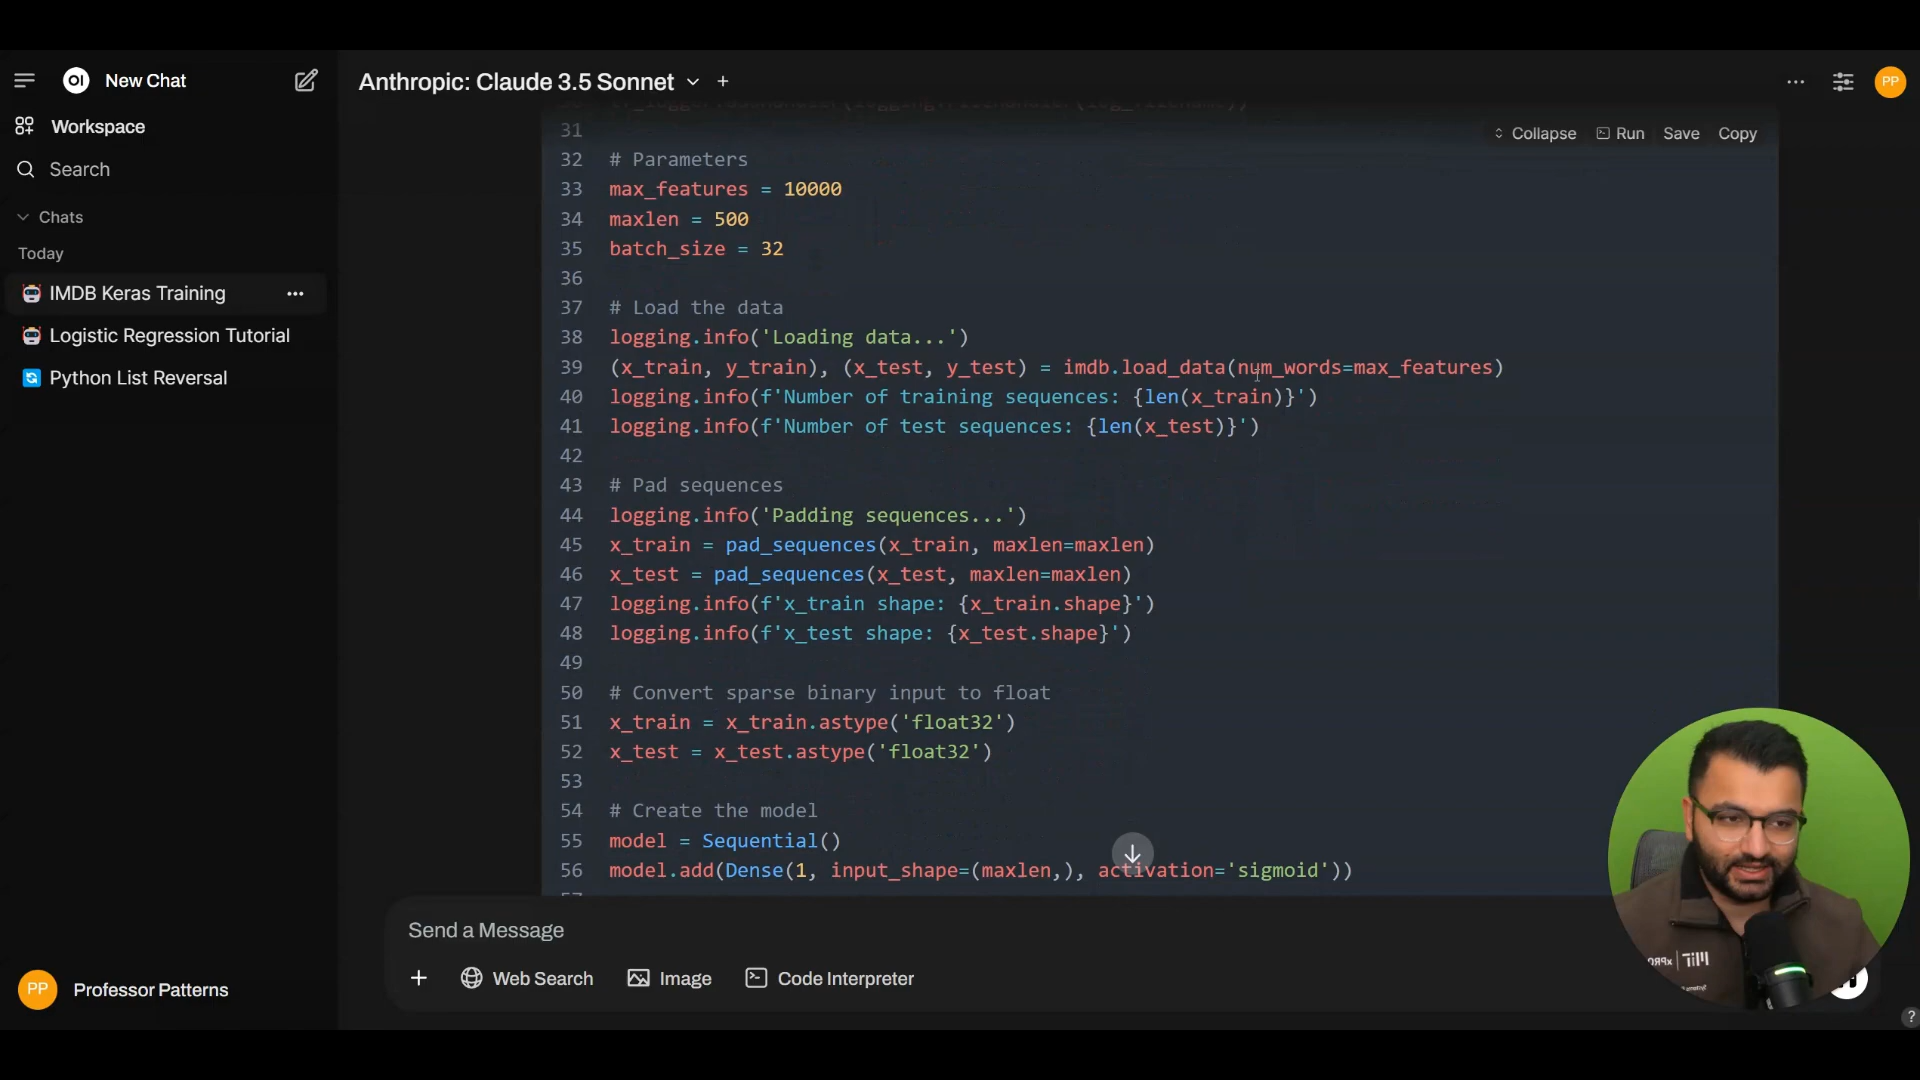 New Chat
Workspace
Search
Chats
Today
IMDB Keras Training
Logistic Regression Tutorial
Python List Reversal
PP
Professor Patterns
Anthropic: Claude 3.5 Sonnet
PP
Collapse Run Save Copy
31
32 # Parameters
33 max_features = 10000
34 maxlen = 500
35 batch_size = 32
36
37 # Load the data
38 logging.info('Loading data...')
39 (x_train, y_train), (x_test, y_test) = imdb.load_data(num_words=max_features)
40 logging.info(f'Number of training sequences: {len(x_train)}')
41 logging.info(f'Number of test sequences: {len(x_test)}')
42
43 # Pad sequences
44 logging.info('Padding sequences...')
45 x_train = pad_sequences(x_train, maxlen=maxlen)
46 x_test = pad_sequences(x_test, maxlen=maxlen)
47 logging.info(f'x_train shape: {x_train.shape}')
48 logging.info(f'x_test shape: {x_test.shape}')
49
50 # Convert sparse binary input to float
51 x_train = x_train.astype('float32')
52 x_test = x_test.astype('float32')
53
54 # Create the model
55 model = Sequential()
56 model.add(Dense(1, input_shape=(maxlen,), activation='sigmoid'))
Send a Message
Web Search Image Code Interpreter
?